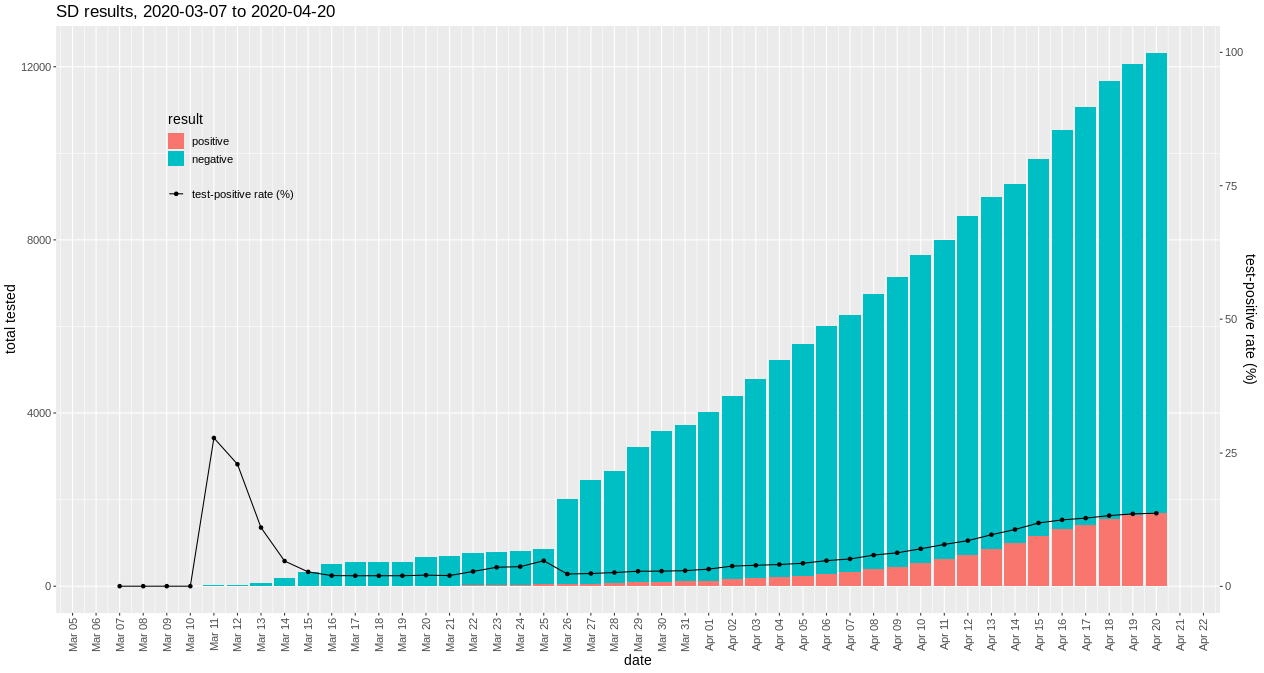 SD results, 2020-03-07 to 2020-04-20
total tested
12000
8000
4000
0
result
positive
negative
test-positive rate (%)
100
75
50
25
0
test-positive rate (%)
Mar 05
Mar 06
Mar 07
Mar 08
Mar 09
Mar 10
Mar 11
Mar 12
Mar 13
Mar 14
Mar 15
Mar 16
Mar 17
Mar 18
Mar 19
Mar 20
Mar 21
Mar 22
Mar 23
Mar 24
Mar 25
Mar 26
Mar 27
Mar 28
Mar 29
Mar 30
Mar 31
Apr 01
Apr 02
Apr 03
Apr 04
Apr 05
Apr 06
Apr 07
Apr 08
Apr 09
Apr 10
Apr 11
Apr 12
Apr 13
Apr 14
Apr 15
Apr 16
Apr 17
Apr 18
Apr 19
Apr 20
Apr 21
Apr 22
date